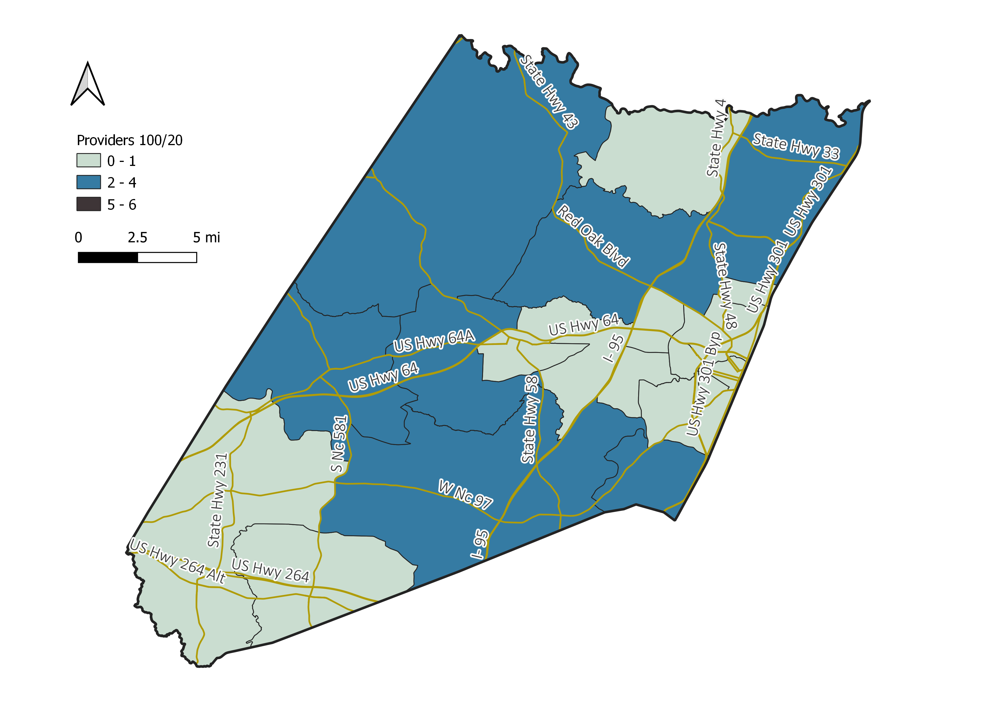 State Hwy 43
State Hwy 4
State Hwy 33
Providers 100/20
0 - 1
2 - 4
5 - 6
US Hwy 301
Red Oak Blvd
0 2.5 5 mi
US Hwy 301
State Hwy 48
US Hwy 64
US Hwy 64A
I- 95
US Hwy 301 Byp
US Hwy 64
State Hwy 58
S Nc 581
State Hwy 231
W Nc 97
I- 95
US Hwy 264 Alt
US Hwy 264